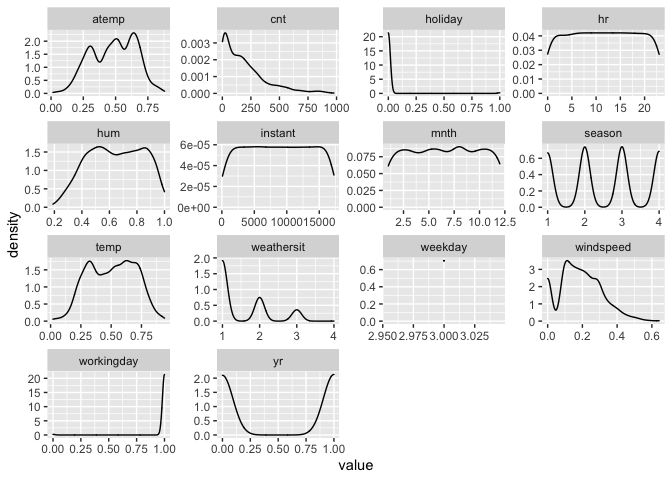 atemp cnt holiday hr
2.0 1.5 1.0 0.5 0.0
0.003 0.002 0.001 0.000
20 15 10 5 0
0.04 0.03 0.02 0.01 0.00
0.00 0.25 0.50 0.75
0 250 500 750 1000
0.00 0.25 0.50 0.75 1.00
0 5 10 15 20
hum instant mnth season
1.5 1.0 0.5 0.0
6e-05 4e-05 2e-05 0e+00
0.075 0.050 0.025 0.000
0.6 0.4 0.2 0.0
0.2 0.4 0.6 0.8 1.0
0 5000 10000 15000
2.5 5.0 7.5 10.0 12.5
1 2 3 4
density
temp weathersit weekday windspeed
1.5 1.0 0.5 0.0
2.0 1.5 1.0 0.5 0.0
0.6 0.4 0.2 0.0
3 2 1 0
0.00 0.25 0.50 0.75
1 2 3 4
2.950 2.975 3.000 3.025
0.0 0.2 0.4 0.6
workingday yr
20 15 10 5 0
2.0 1.5 1.0 0.5 0.0
0.00 0.25 0.50 0.75 1.00
0.00 0.25 0.50 0.75 1.00
value